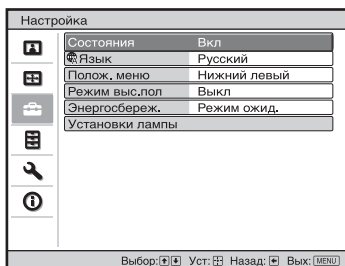 Настройка
Состояния Вкл
Язык Русский
Полож. меню Нижний левый
Режим выс.пол Выкл
Энергосбереж. Режим ожид.
Установки лампы
Выбор: Уст: Назад: Вых: MENU